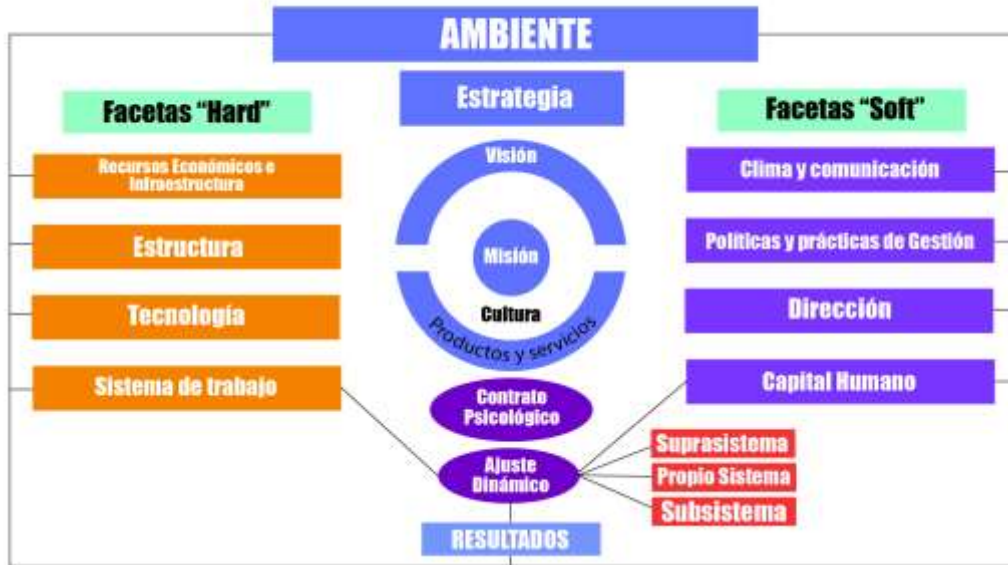 AMBIENTE
Estrategia
Facetas “Hard”
Recursos Económicos e
Infraestructura
Estructura
Tecnología
Sistema de trabajo
Visión
Misión
Cultura
Productos y servicios
Contrato
Psicológico
Ajuste
Dinámico
RESULTADOS
Facetas “Soft”
Clima y comunicación
Políticas y prácticas de Gestión
Dirección
Capital Humano
Suprasistema
Propio Sistema
Subsistema